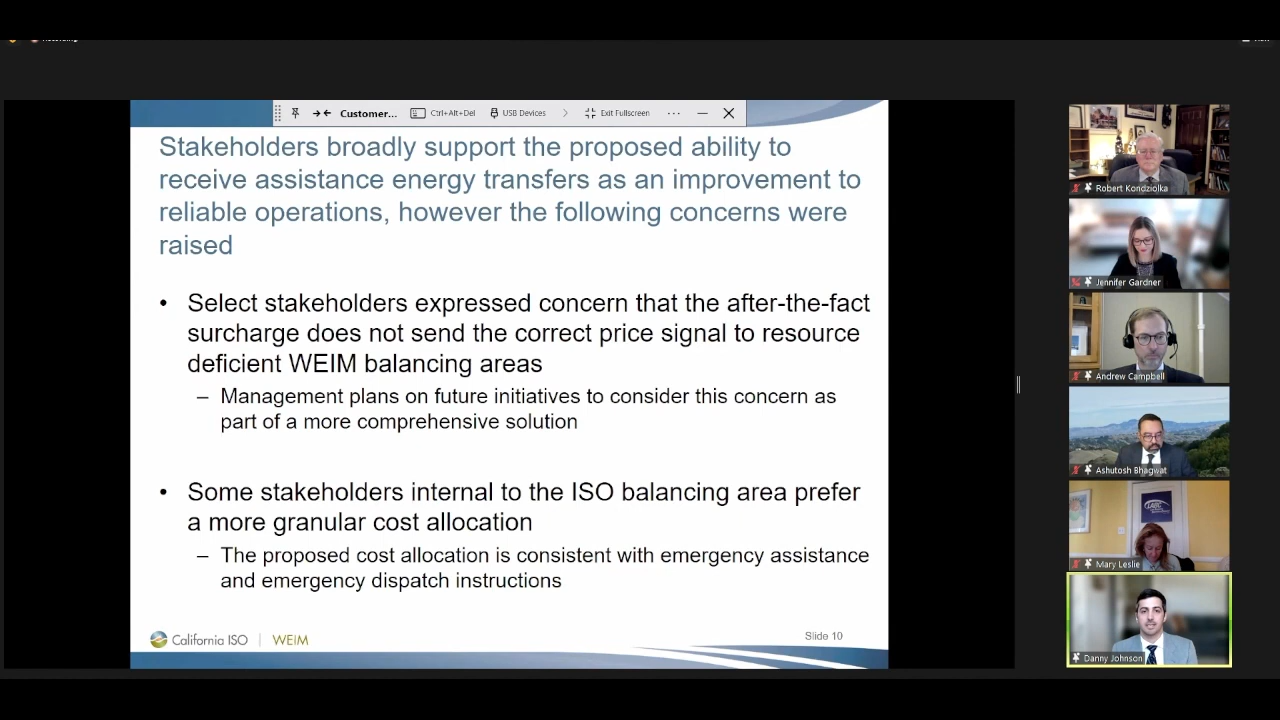 Customer...
Ctrl+Alt+Del
USB Devices
Exit Fullscreen
Stakeholders broadly support the proposed ability to
receive assistance energy transfers as an improvement to
reliable operations, however the following concerns were
raised
• Select stakeholders expressed concern that the after-the-fact
surcharge does not send the correct price signal to resource
deficient WEIM balancing areas
– Management plans on future initiatives to consider this concern as
part of a more comprehensive solution
• Some stakeholders internal to the ISO balancing area prefer
a more granular cost allocation
– The proposed cost allocation is consistent with emergency assistance
and emergency dispatch instructions
California ISO | WEIM
Slide 10
Robert Kondziolka
Jennifer Gardner
Andrew Campbell
Ashutosh Bhagwat
Mary Leslie
Danny Johnson